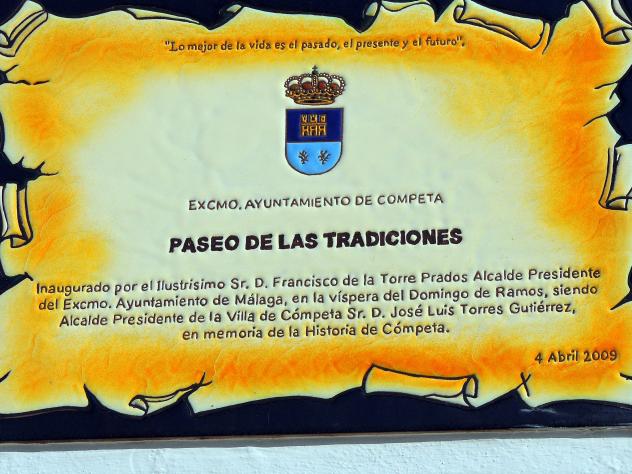 "Lo mejor de la vida es el pasado, el presente y el futuro".
EXCMO. AYUNTAMIENTO DE COMPETA
PASEO DE LAS TRADICIONES
Inaugurado por el Ilustrísimo Sr. D. Francisco de la Torre Prados Alcalde Presidente
del Excmo. Ayuntamiento de Málaga, en la víspera del Domingo de Ramos, siendo
Alcalde Presidente de la Villa de Cómpeta Sr. D. José Luis Torres Gutiérrez,
en memoria de la Historia de Cómpeta.
4 Abril 2009